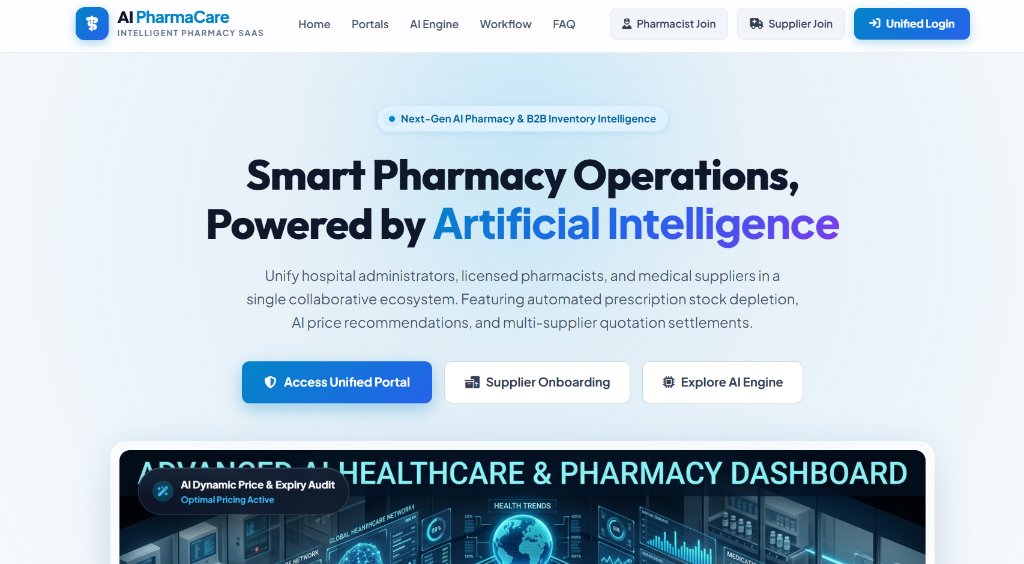 AI PharmaCare
INTELLIGENT PHARMACY SAAS
Home
Portals
AI Engine
Workflow
FAQ
Pharmacist Join
Supplier Join
Unified Login
Next-Gen AI Pharmacy & B2B Inventory Intelligence
Smart Pharmacy Operations,
Powered by Artificial Intelligence
Unify hospital administrators, licensed pharmacists, and medical suppliers in a
single collaborative ecosystem. Featuring automated prescription stock depletion,
AI price recommendations, and multi-supplier quotation settlements.
Access Unified Portal
Supplier Onboarding
Explore AI Engine
ADVANCED AI HEALTHCARE & PHARMACY DASHBOARD
AI Dynamic Price & Expiry Audit
Optimal Pricing Active
HEALTH TRENDS